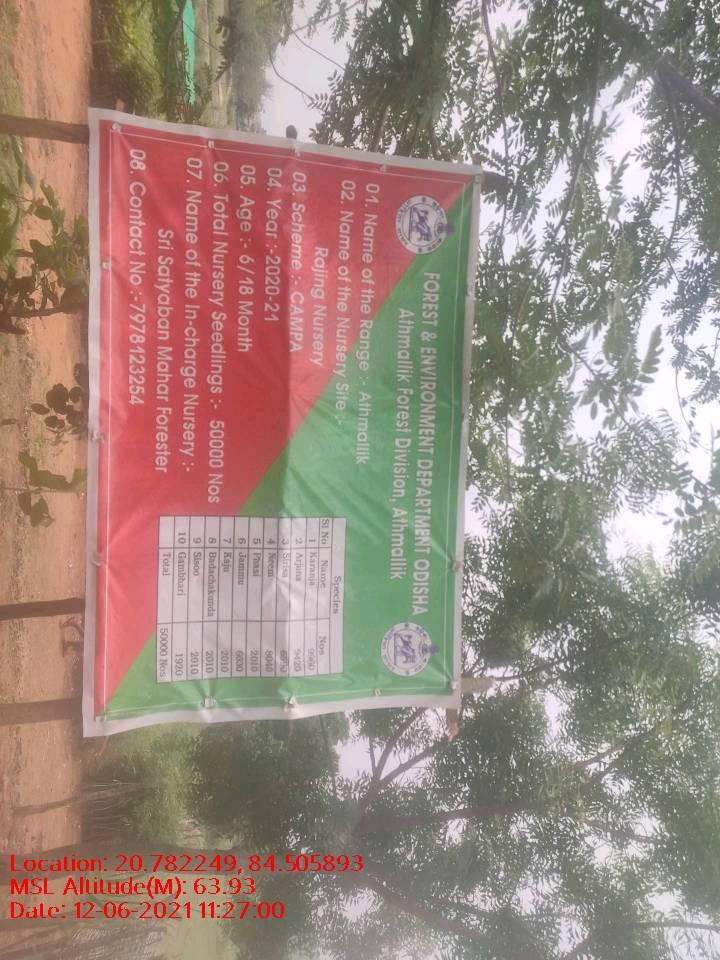 FOREST & ENVIRONMENT DEPARTMENT ODISHA
Athmallik Forest Division, Athmallik
01. Name of the Range :- Athmallik
02. Name of the Nursery Site :-
Rajing Nursery
03. Scheme :- CAMPA
04. Year :-2020-21
05. Age :- 6/18 Month
06. Total Nursery Seedlings :- 50000 Nos
07. Name of the In-charge Nursery :-
Sri Satyaban Mahar Forester
08. Contact No :-7978123254
Species
Sl No Name Nos
1 Karanja
2 Arjuna 9420
3 Sirisa
4 Neem 8040
5 Phasi 2010
6 Jammu 6030
7 Kaju 2010
8 Badachakunda 2010
9 Sisoo 2010
10 Gambhari 1920
Total 50000 Nos
Location: 20.782249, 84.505893
MSL Altitude(M): 63.93
Date: 12-06-2021 11:27:00